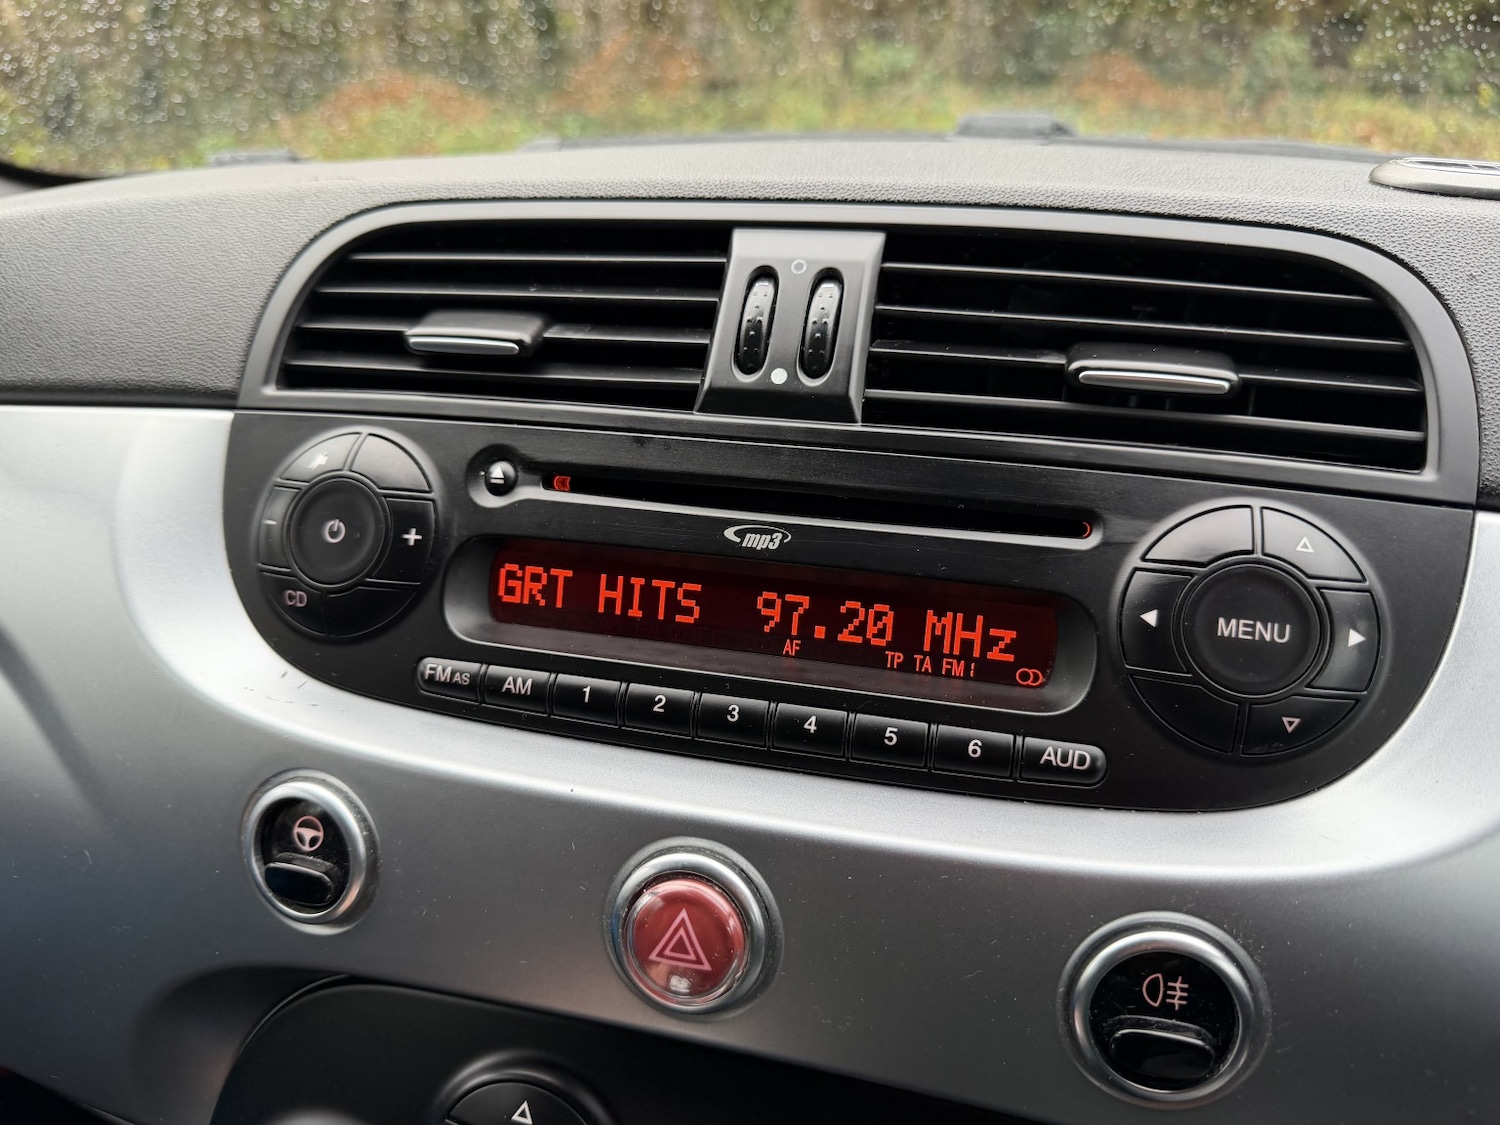 mp3
GRT HITS 97.20 MHz
AF TP TA FM1
CD
MENU
FM AS AM 1 2 3 4 5 6 AUD